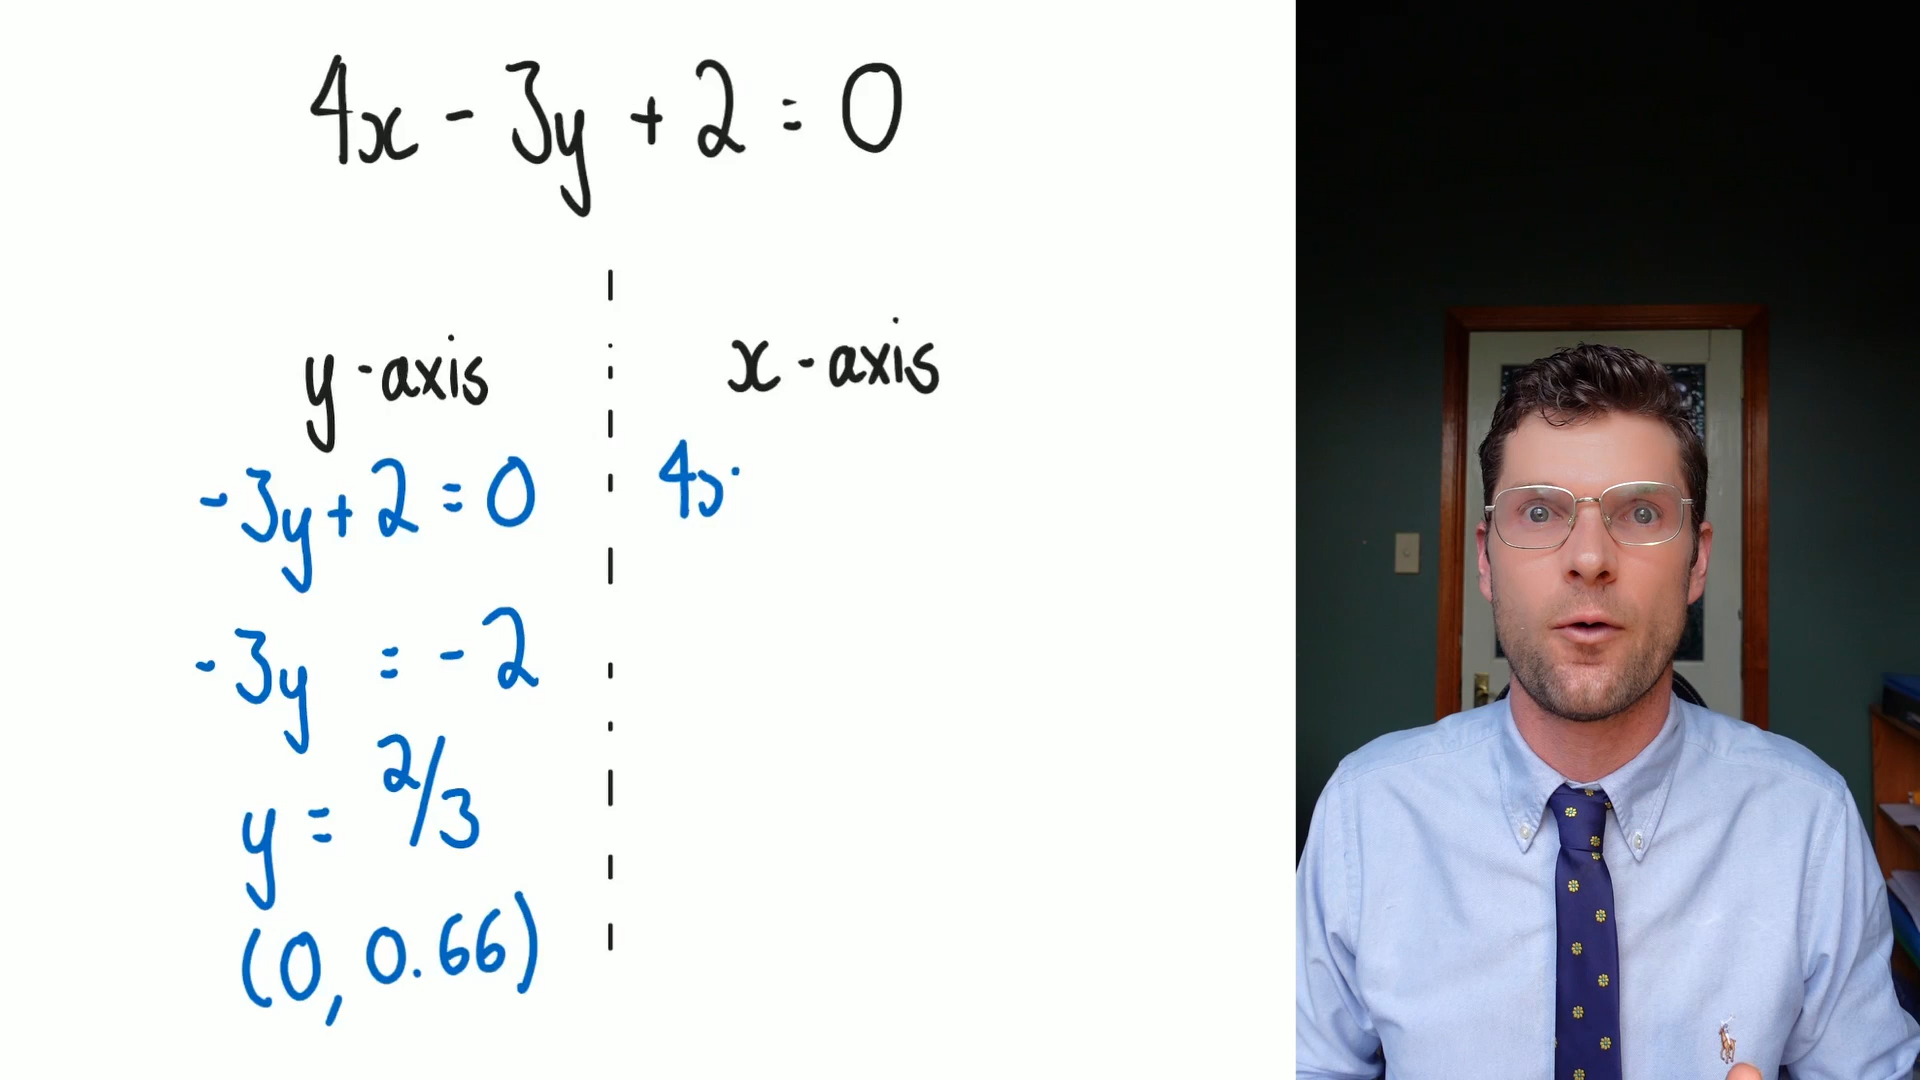 4x - 3y + 2 = 0
y-axis
-3y + 2 = 0
-3y = -2
y = 2/3
(0, 0.66)
x-axis